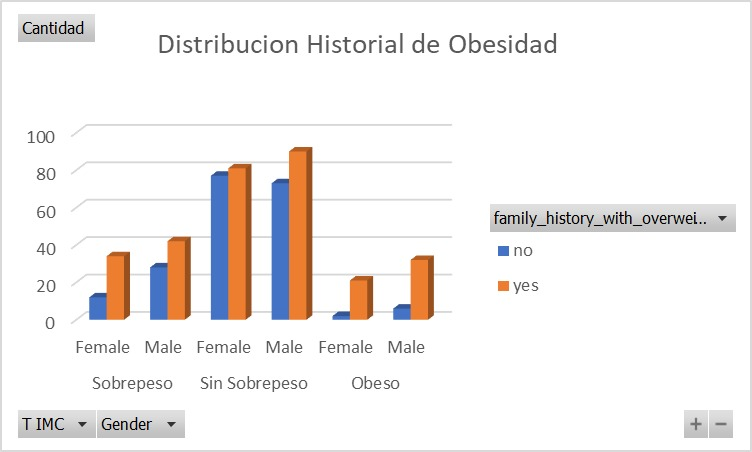 Cantidad
Distribucion Historial de Obesidad
100
80
60
40
20
0
Female Male Female Male Female Male
Sobrepeso Sin Sobrepeso Obeso
family_history_with_overwei...
no
yes
T IMC Gender